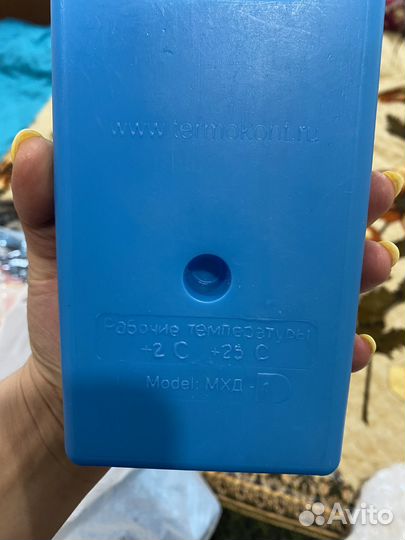 www.termokont.ru
Рабочие температуры
+2 С +25 С
Model: МХД-1
Avito